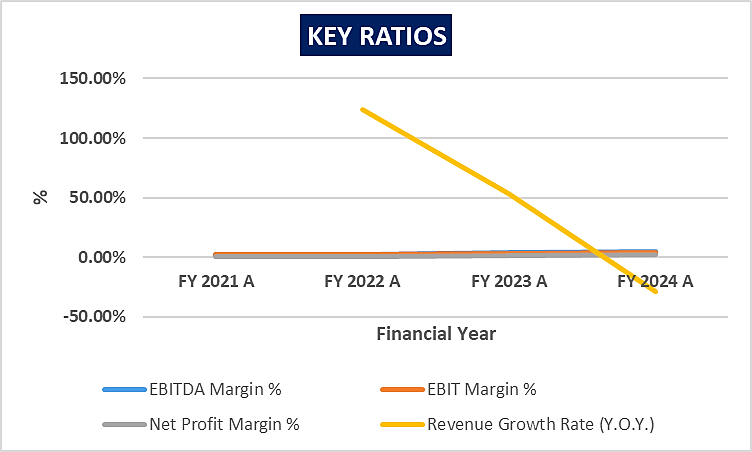 KEY RATIOS
150.00%
100.00%
50.00%
0.00%
-50.00%
%
FY 2021 A FY 2022 A FY 2023 A FY 2024 A
Financial Year
EBITDA Margin % EBIT Margin %
Net Profit Margin % Revenue Growth Rate (Y.O.Y.)